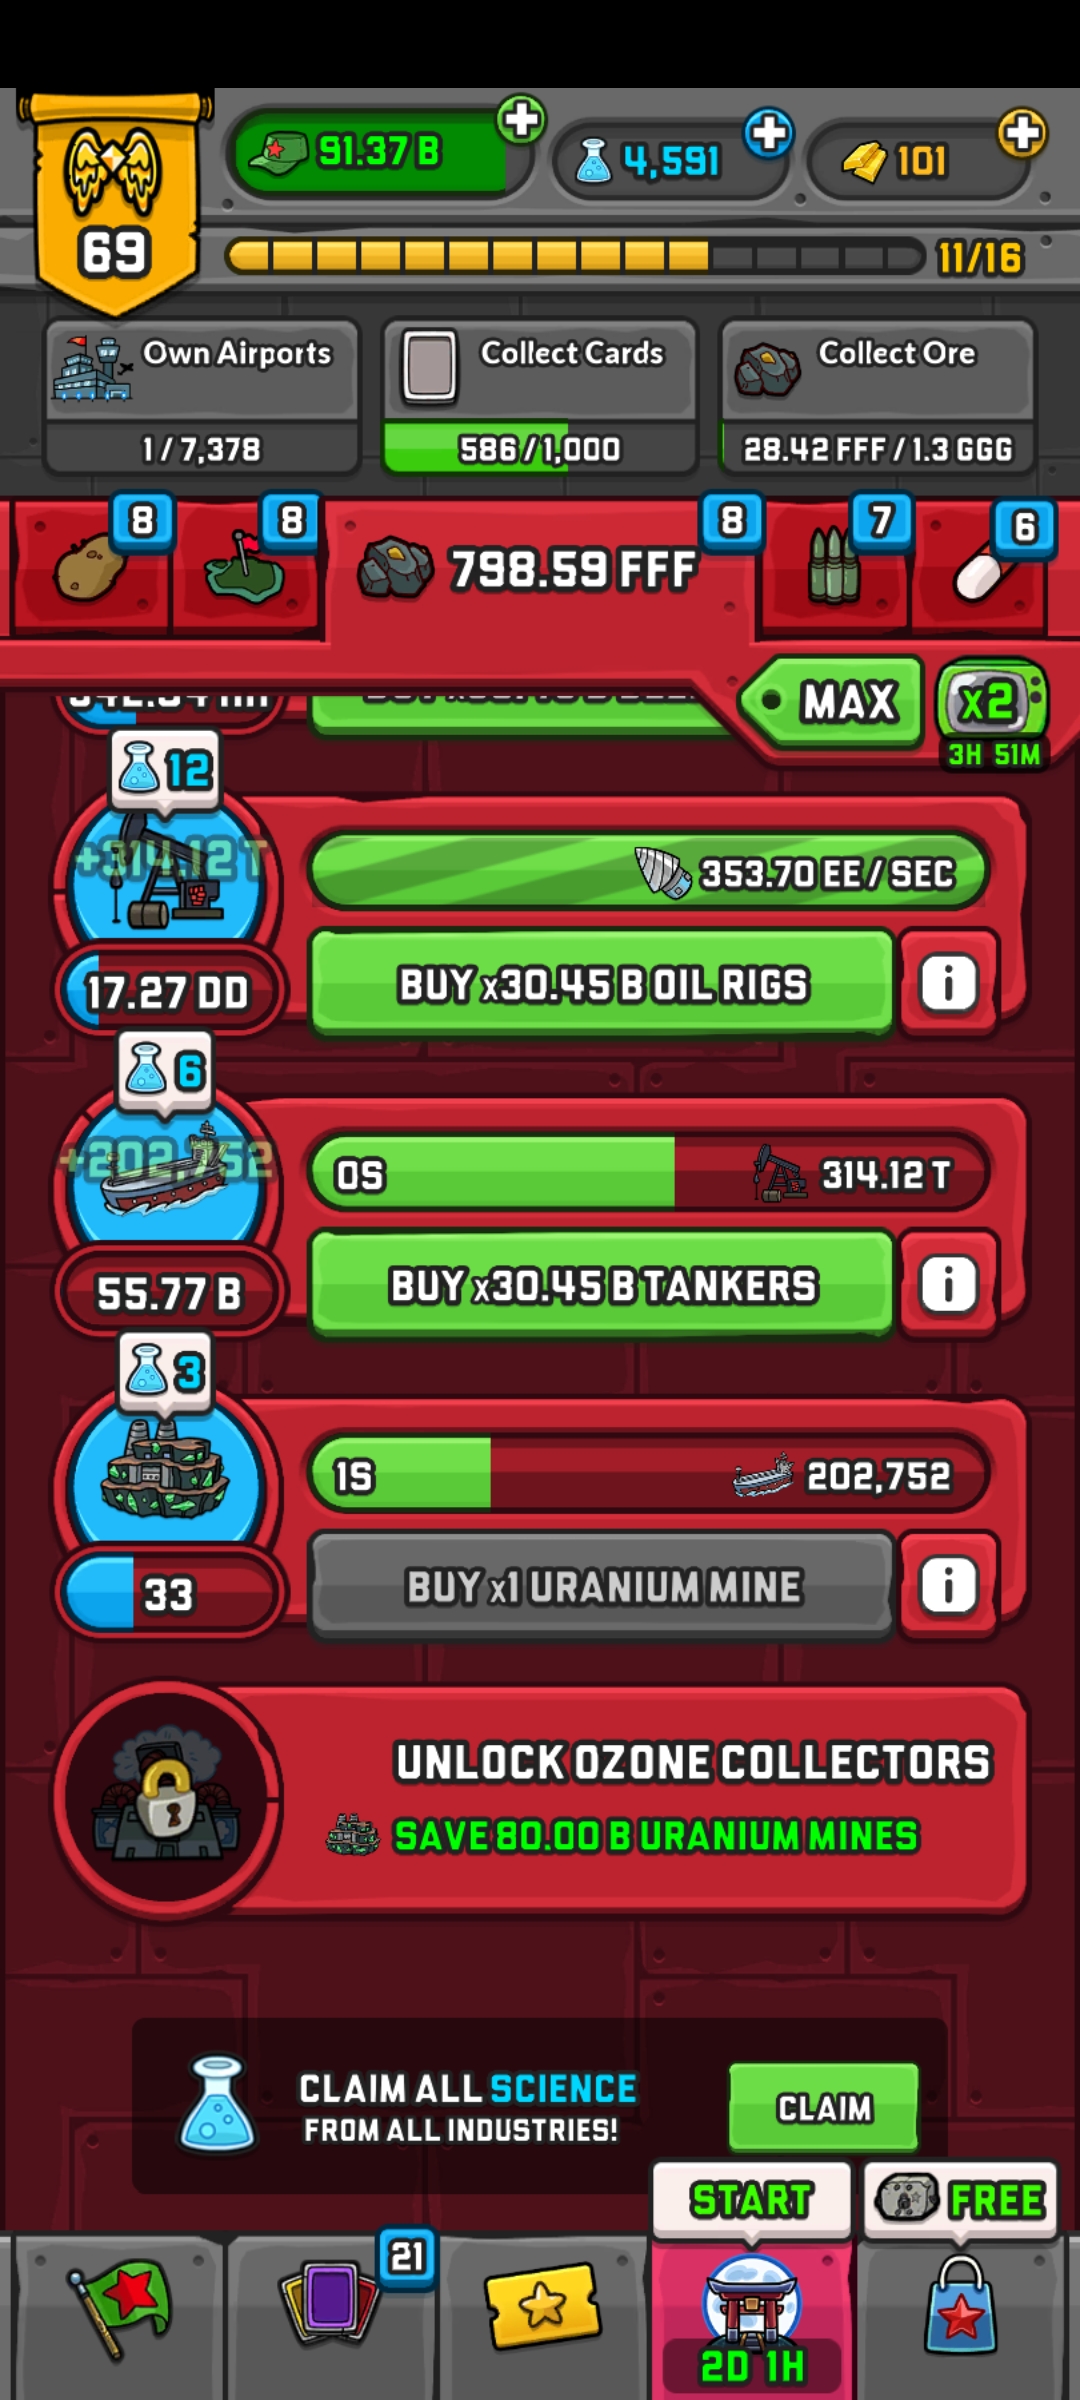 69
91.37 B
4,591
101
11/16
Own Airports
1/7,378
Collect Cards
586/1,000
Collect Ore
28.42 FFF/1.3 GGG
8
8
798.59 FFF
8
7
6
MAX
x2
3H 51M
12
+314.12 T
353.70 EE/SEC
17.27 DD
BUY x30.45 B OIL RIGS
i
6
+202,752
0S
314.12 T
55.77 B
BUY x30.45 B TANKERS
i
3
1S
202,752
33
BUY x1 URANIUM MINE
i
UNLOCK OZONE COLLECTORS
SAVE 80.00 B URANIUM MINES
CLAIM ALL SCIENCE
FROM ALL INDUSTRIES!
CLAIM
START
FREE
21
2D 1H